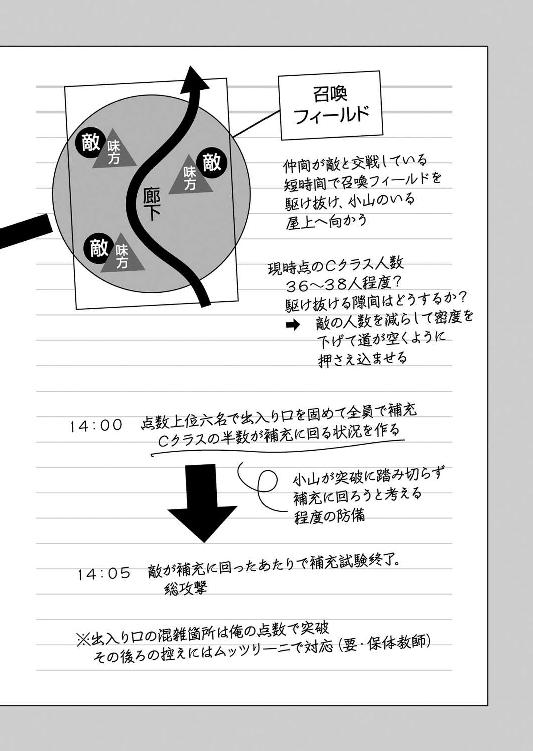 召喚
フィールド
敵
味方
敵
味方
廊下
敵
味方
仲間が敵と交戦している
短時間で召喚フィールドを
駆け抜け、小山のいる
屋上へ向かう
現時点のCクラス人数
36～38人程度？
駆け抜ける隙間はどうするか？
➡ 敵の人数を減らして密度を
下げて道が空くように
押さえ込ませる
14:00 点数上位六名で出入り口を固めて全員で補充
Cクラスの半数が補充に回る状況を作る
小山が突破に踏み切らず
補充に回ろうと考える
程度の防備
14:05 敵が補充に回ったあたりで補充試験終了。
総攻撃
※出入り口の混雑箇所は俺の点数で突破
その後ろの控えにはムッツリーニで対応（要・保体教師）